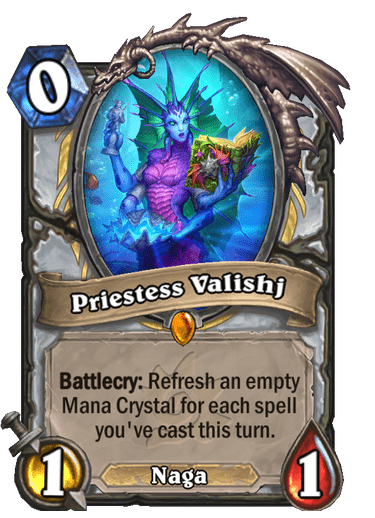 0
Priestess Valishj
Battlecry: Refresh an empty
Mana Crystal for each spell
you've cast this turn.
1
Naga
1